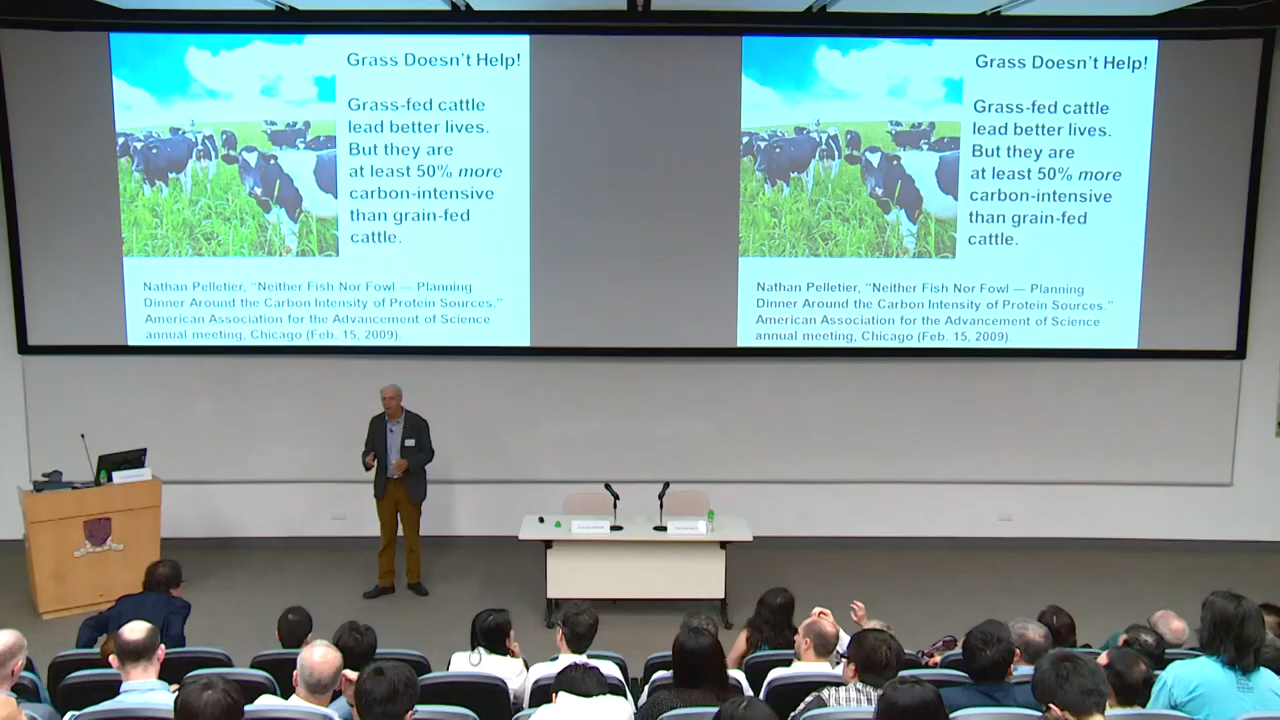 Grass Doesn't Help!
Grass-fed cattle
lead better lives.
But they are
at least 50% more
carbon-intensive
than grain-fed
cattle.
Nathan Pelletier, “Neither Fish Nor Fowl — Planning
Dinner Around the Carbon Intensity of Protein Sources.”
American Association for the Advancement of Science
annual meeting, Chicago (Feb. 15, 2009).
Grass Doesn't Help!
Grass-fed cattle
lead better lives.
But they are
at least 50% more
carbon-intensive
than grain-fed
cattle.
Nathan Pelletier, “Neither Fish Nor Fowl — Planning
Dinner Around the Carbon Intensity of Protein Sources.”
American Association for the Advancement of Science
annual meeting, Chicago (Feb. 15, 2009).